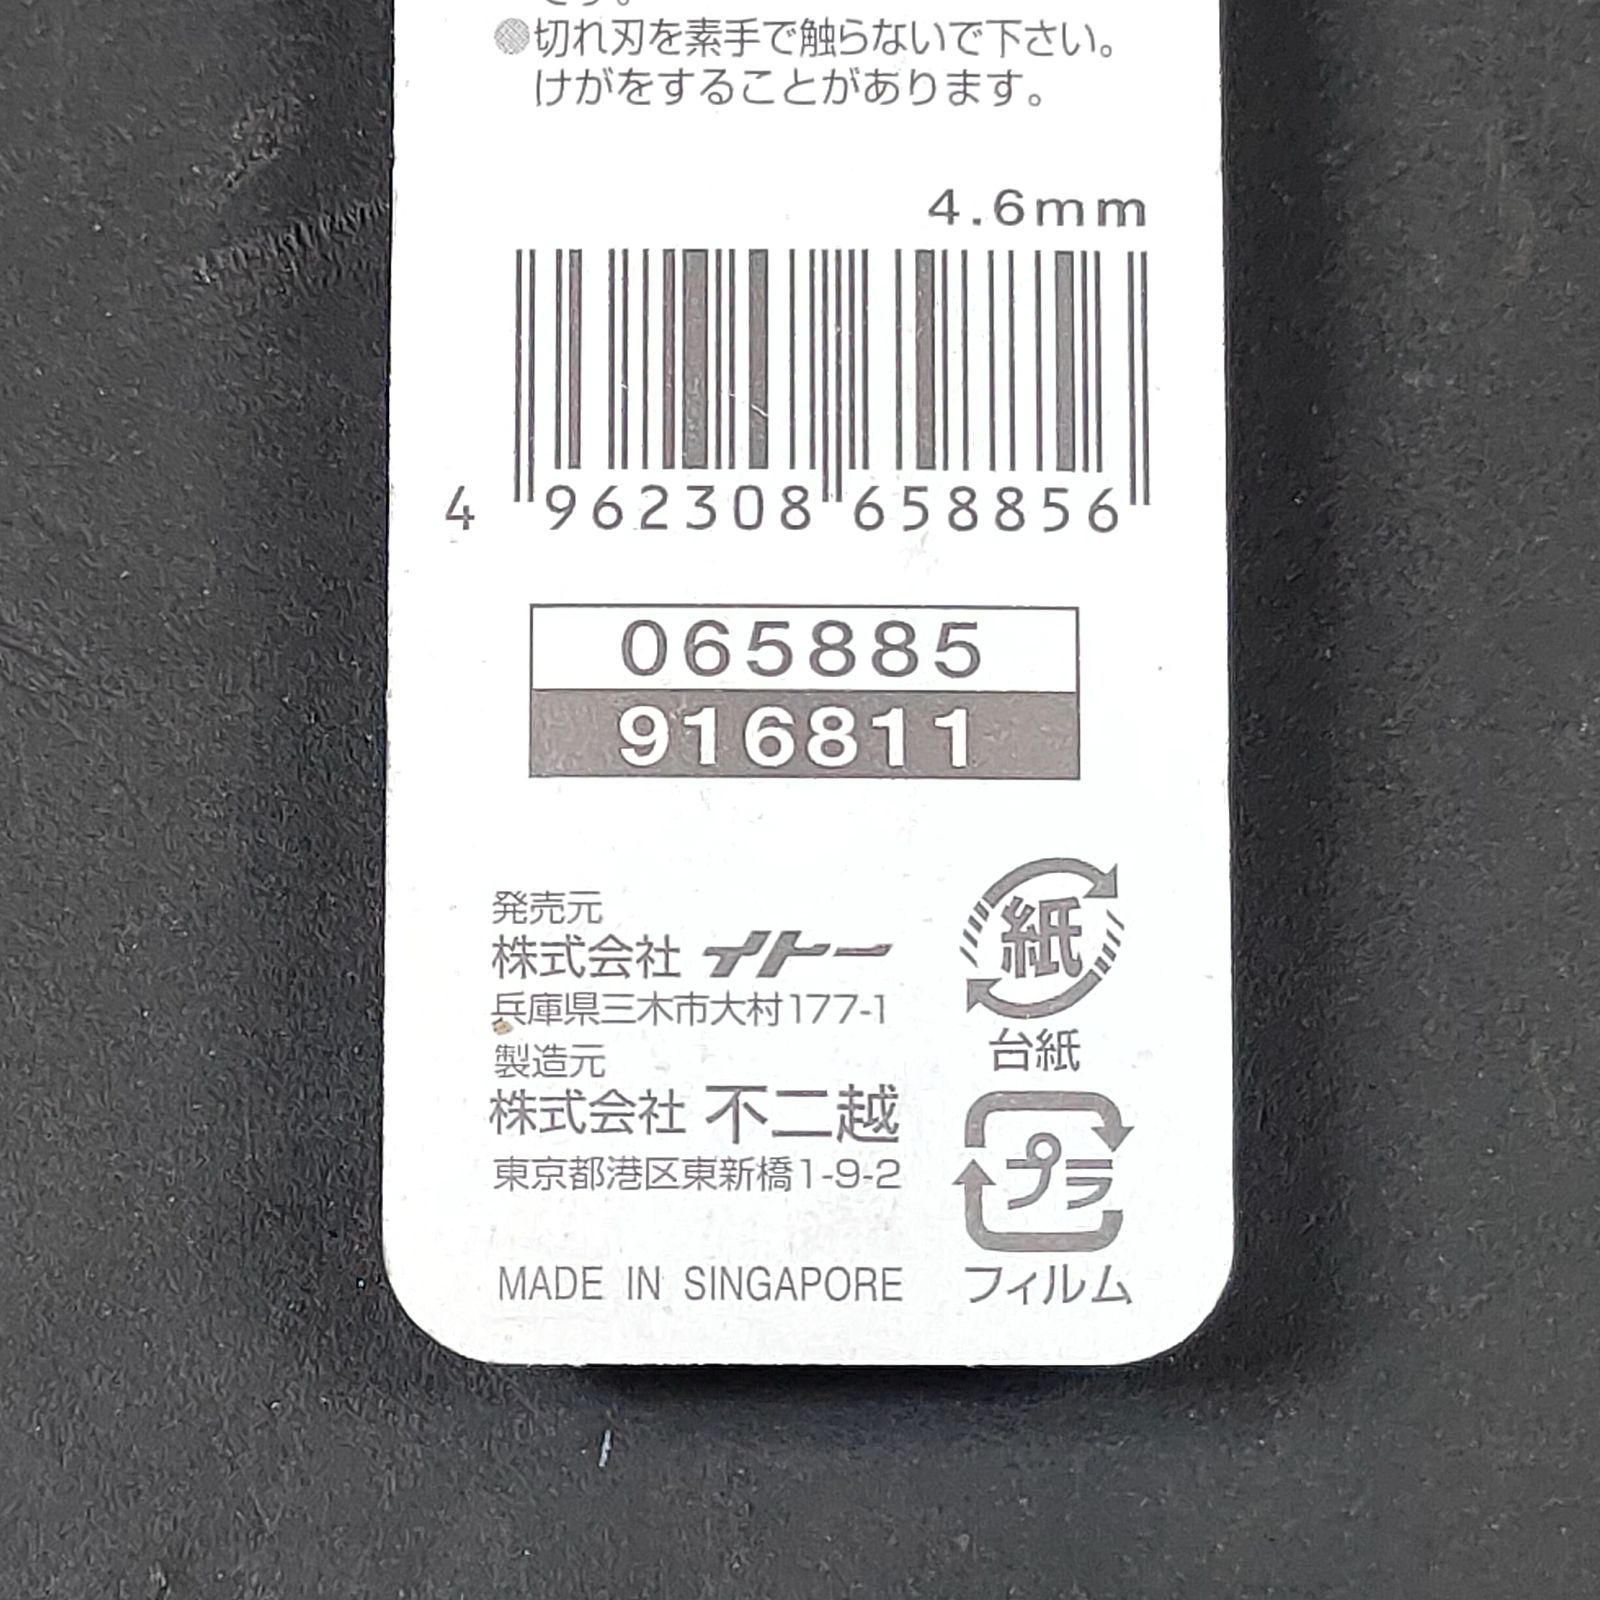 です。
●切れ刃を素手で触らないで下さい。
けがをすることがあります。
4.6mm
4 962308 658856
065885
916811
発売元
株式会社 イトー
兵庫県三木市大村177-1
製造元
株式会社 不二越
東京都港区東新橋1-9-2
MADE IN SINGAPORE
紙
台紙
プラ
フィルム